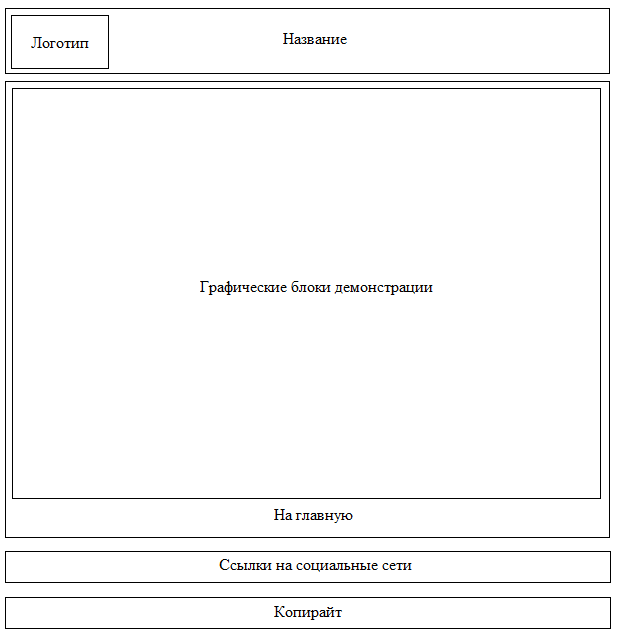 Логотип
Название
Графические блоки демонстрации
На главную
Ссылки на социальные сети
Копирайт